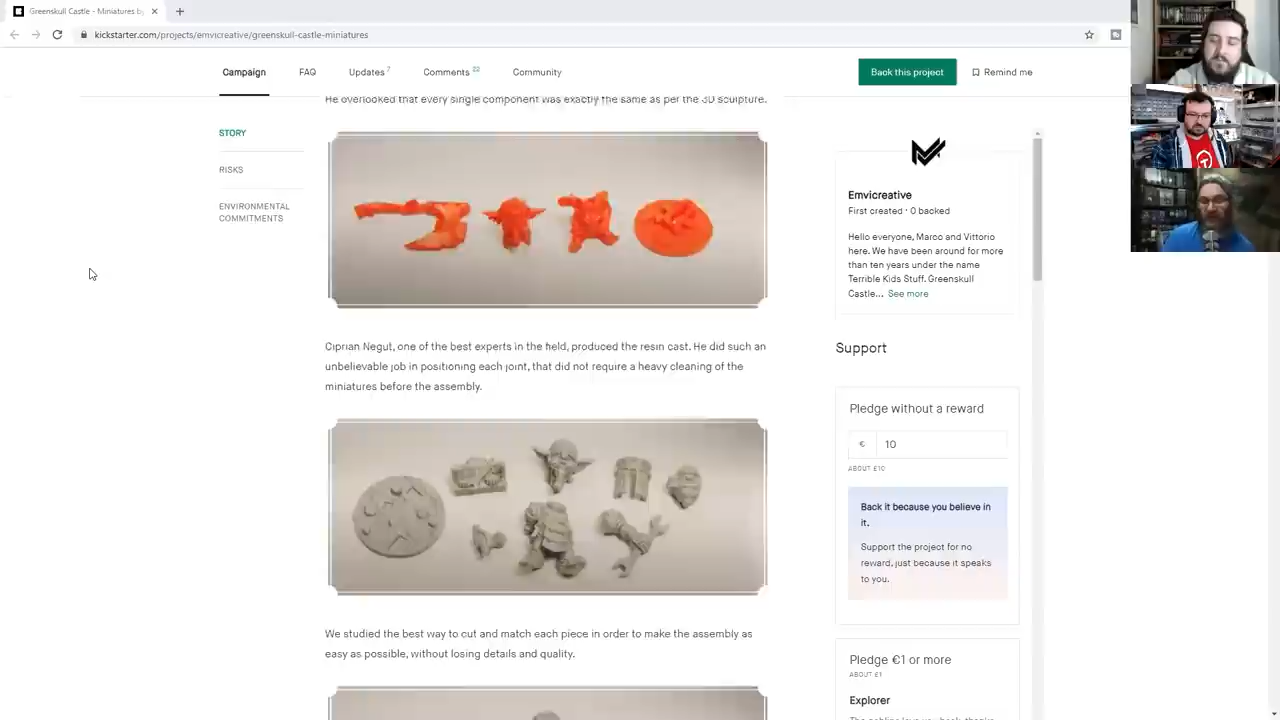 Greenskull Castle - Miniatures by
kickstarter.com/projects/emvicreative/greenskull-castle-miniatures
Campaign
FAQ
Updates 7
Comments 22
Community
Back this project
Remind me
STORY
RISKS
ENVIRONMENTAL
COMMITMENTS
He overlooked that every single component was exactly the same as per the 3D sculpture.
Ciprian Negut, one of the best experts in the field, produced the resin cast. He did such an
unbelievable job in positioning each joint, that did not require a heavy cleaning of the
miniatures before the assembly.
We studied the best way to cut and match each piece in order to make the assembly as
easy as possible, without losing details and quality.
Emvicreative
First created · 0 backed
Hello everyone, Marco and Vittorio
here. We have been around for more
than ten years under the name
Terrible Kids Stuff. Greenskull
Castle... See more
Support
Pledge without a reward
€ 10
ABOUT £10
Back it because you believe in
it.
Support the project for no
reward, just because it speaks
to you.
Pledge €1 or more
ABOUT £1
Explorer